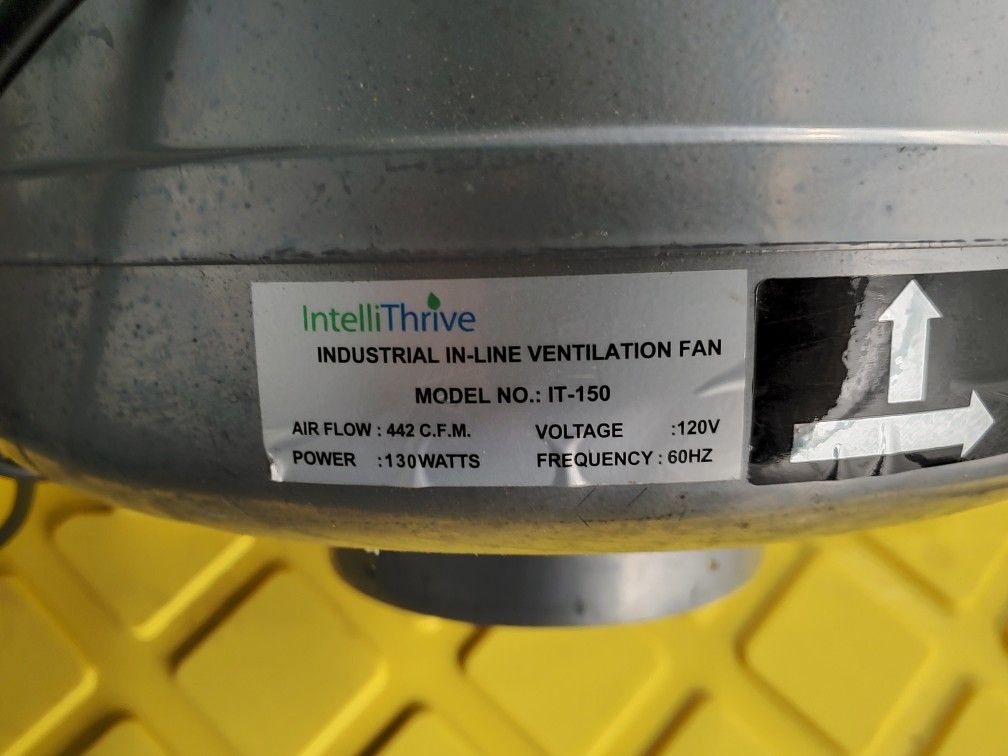 IntelliThrive
INDUSTRIAL IN-LINE VENTILATION FAN
MODEL NO.: IT-150
AIR FLOW : 442 C.F.M. VOLTAGE :120V
POWER :130WATTS FREQUENCY : 60HZ